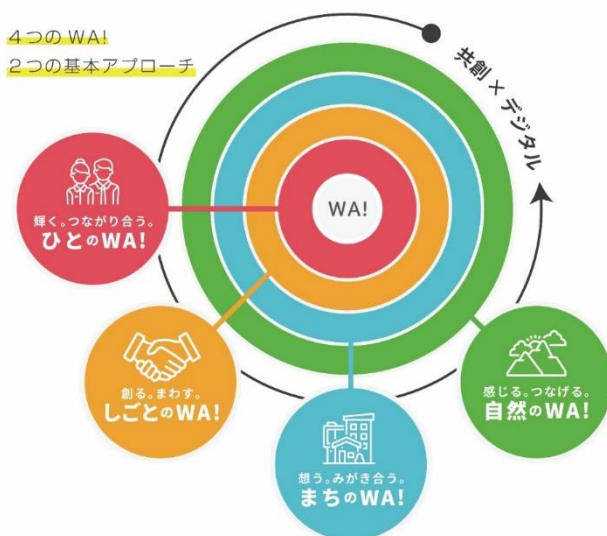 4つのWA!
2つの基本アプローチ
共創×デジタル
WA!
輝く。つながり合う。
ひとのWA!
創る。まわす。
しごとのWA!
想う。みがき合う。
まちのWA!
感じる。つなげる。
自然のWA!